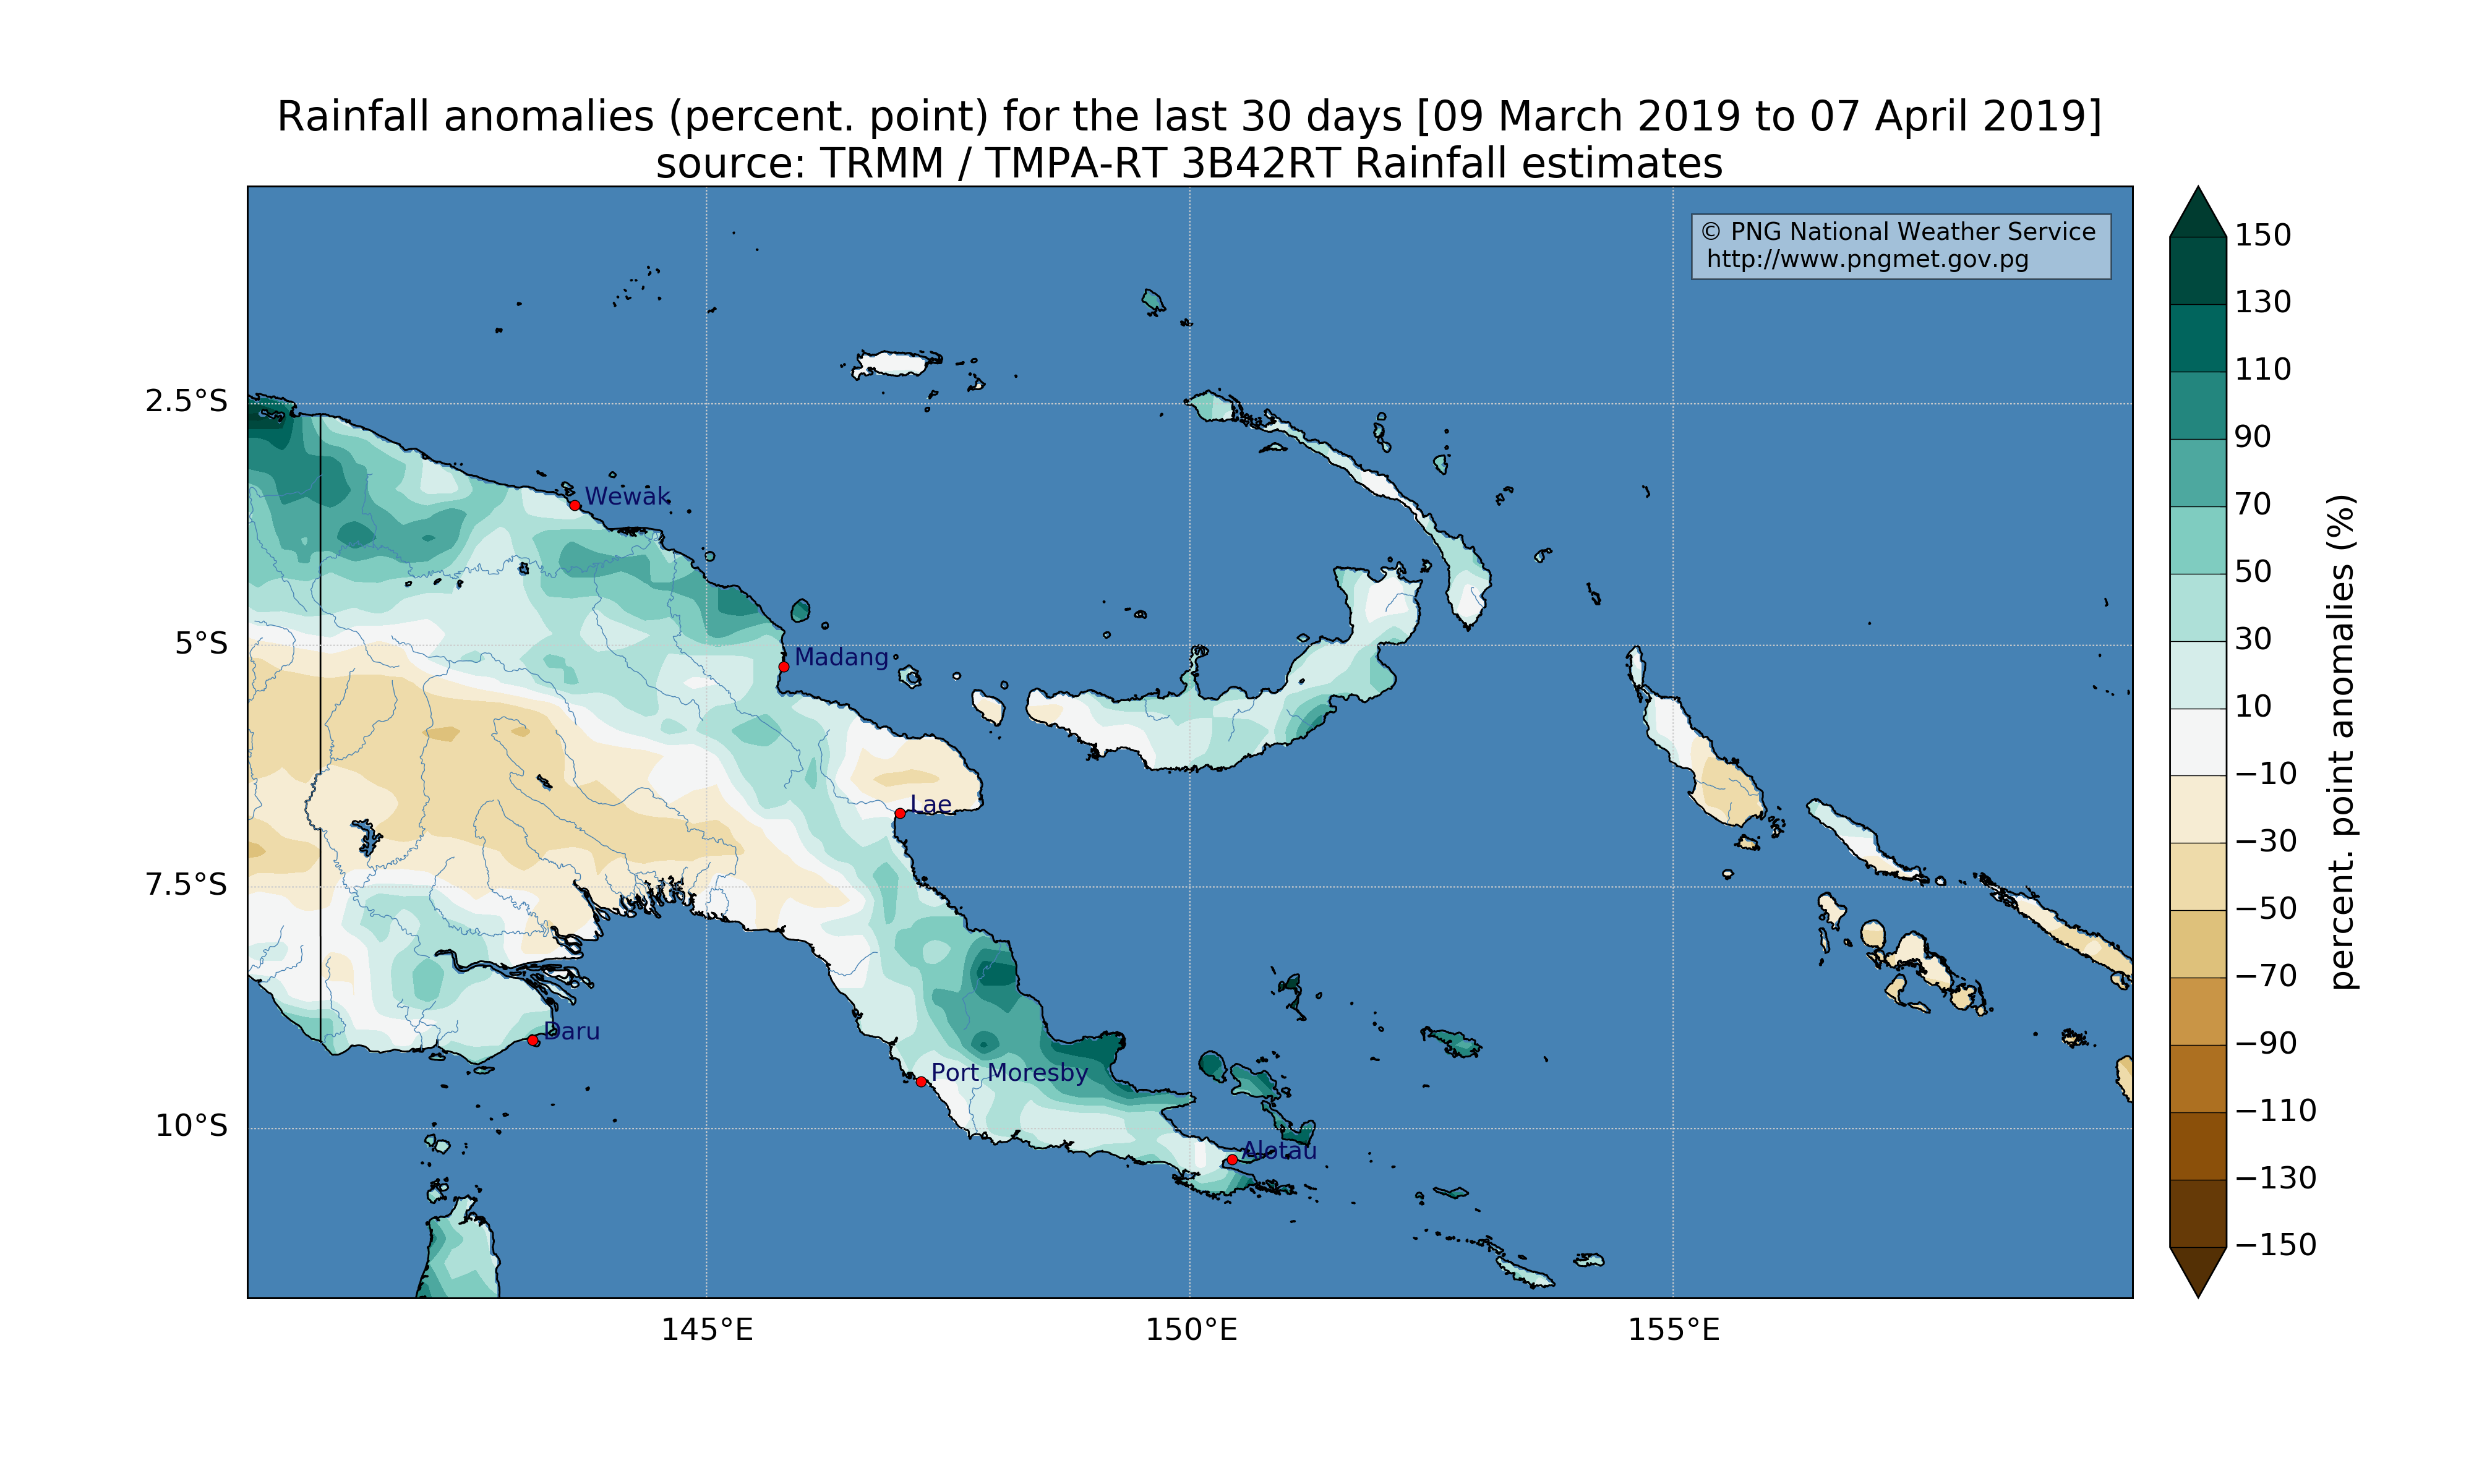 Rainfall anomalies (percent. point) for the last 30 days [09 March 2019 to 07 April 2019]
source: TRMM / TMPA-RT 3B42RT Rainfall estimates
© PNG National Weather Service
http://www.pngmet.gov.pg
2.5°S
5°S
7.5°S
10°S
Wewak
Madang
Lae
Daru
Port Moresby
Alotau
145°E
150°E
155°E
150
130
110
90
70
50
30
10
−10
−30
−50
−70
−90
−110
−130
−150
percent. point anomalies (%)